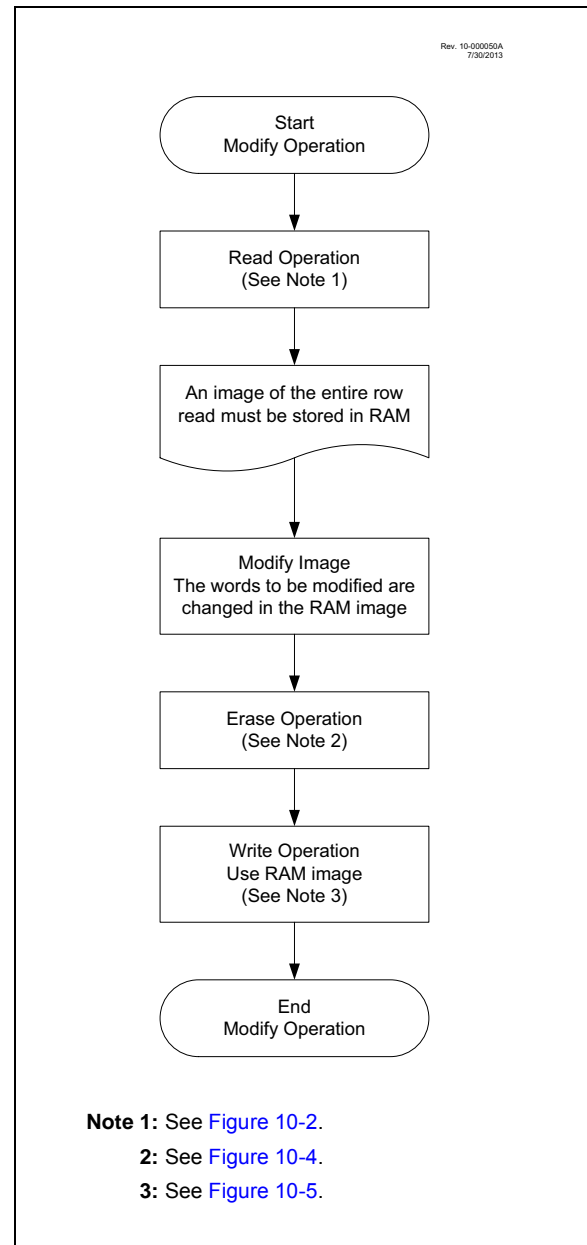 Rev. 10-000050A
7/30/2013
Start
Modify Operation
Read Operation
(See Note 1)
An image of the entire row
read must be stored in RAM
Modify Image
The words to be modified are
changed in the RAM image
Erase Operation
(See Note 2)
Write Operation
Use RAM image
(See Note 3)
End
Modify Operation
Note 1: See Figure 10-2.
2: See Figure 10-4.
3: See Figure 10-5.